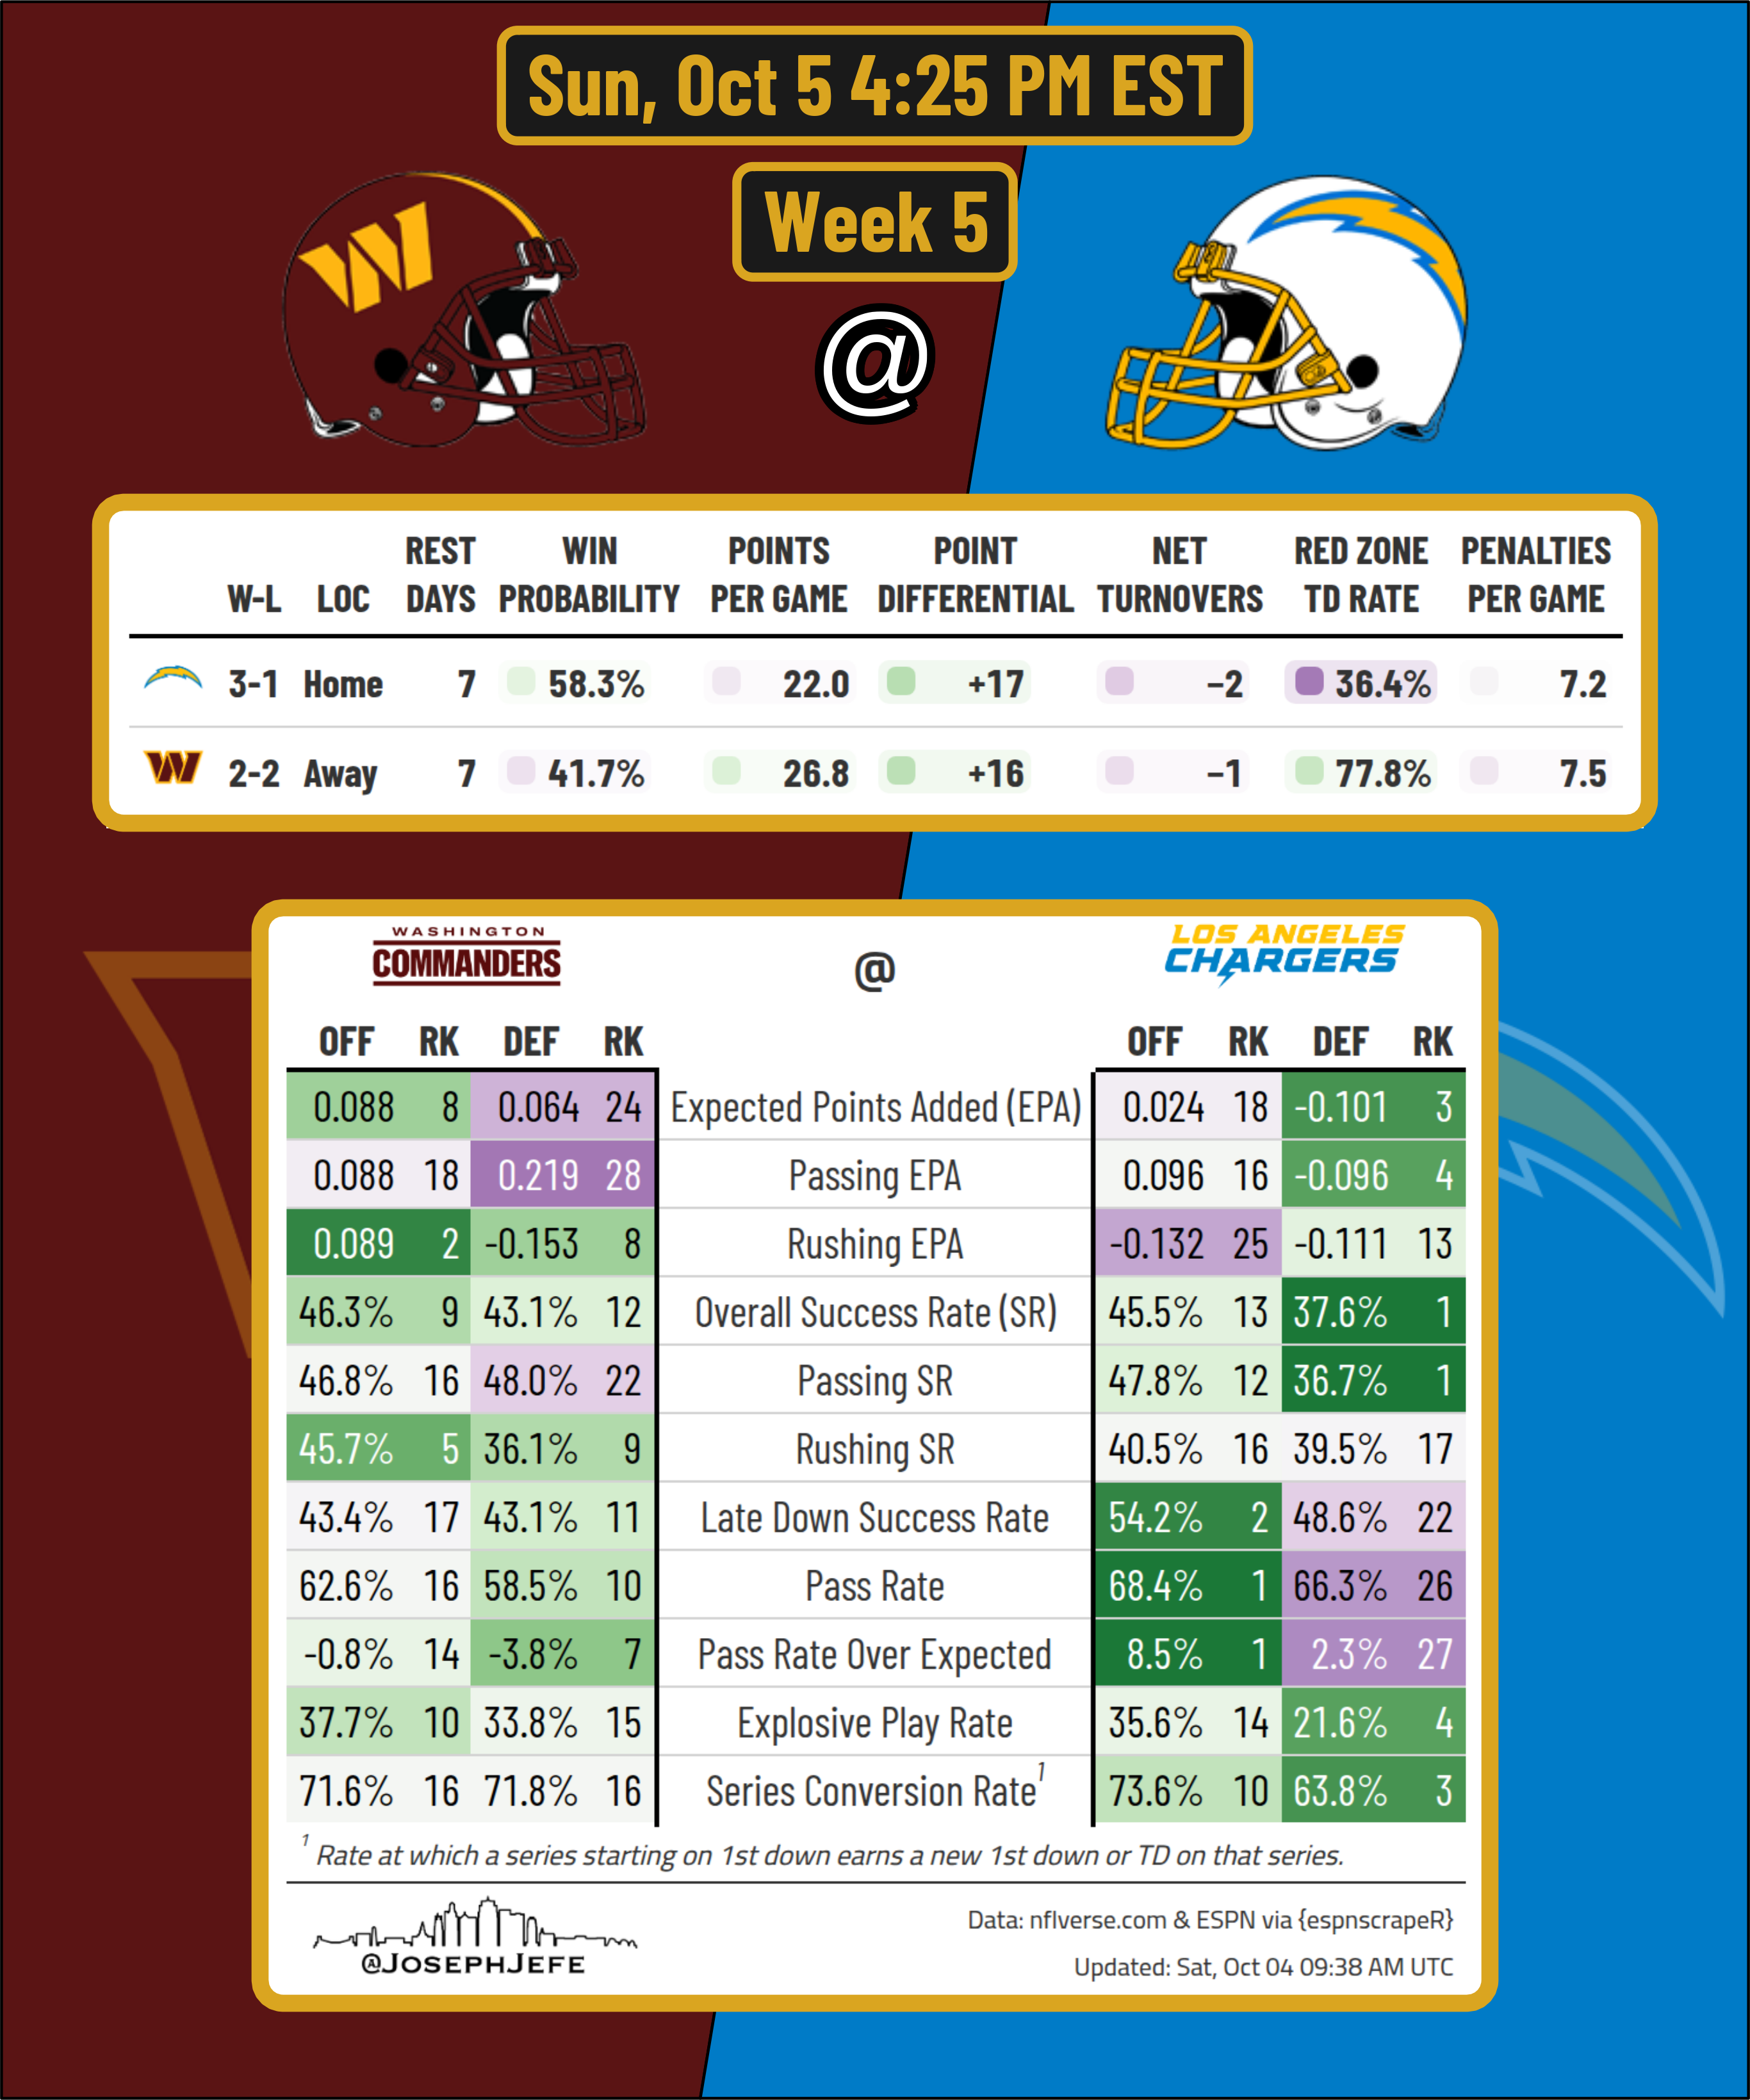 Sun, Oct 5 4:25 PM EST
Week 5
W
@
W-L LOC REST DAYS WIN PROBABILITY POINTS PER GAME POINT DIFFERENTIAL NET TURNOVERS RED ZONE TD RATE PENALTIES PER GAME
3-1 Home 7 58.3% 22.0 +17 −2 36.4% 7.2
W 2-2 Away 7 41.7% 26.8 +16 −1 77.8% 7.5
WASHINGTON
COMMANDERS
@
LOS ANGELES
CHARGERS
OFF RK DEF RK OFF RK DEF RK
0.088 8 0.064 24 Expected Points Added (EPA) 0.024 18 -0.101 3
0.088 18 0.219 28 Passing EPA 0.096 16 -0.096 4
0.089 2 -0.153 8 Rushing EPA -0.132 25 -0.111 13
46.3% 9 43.1% 12 Overall Success Rate (SR) 45.5% 13 37.6% 1
46.8% 16 48.0% 22 Passing SR 47.8% 12 36.7% 1
45.7% 5 36.1% 9 Rushing SR 40.5% 16 39.5% 17
43.4% 17 43.1% 11 Late Down Success Rate 54.2% 2 48.6% 22
62.6% 16 58.5% 10 Pass Rate 68.4% 1 66.3% 26
-0.8% 14 -3.8% 7 Pass Rate Over Expected 8.5% 1 2.3% 27
37.7% 10 33.8% 15 Explosive Play Rate 35.6% 14 21.6% 4
71.6% 16 71.8% 16 Series Conversion Rate¹ 73.6% 10 63.8% 3
¹ Rate at which a series starting on 1st down earns a new 1st down or TD on that series.
@JOSEPHJEFE
Data: nflverse.com & ESPN via {espnscrapeR}
Updated: Sat, Oct 04 09:38 AM UTC